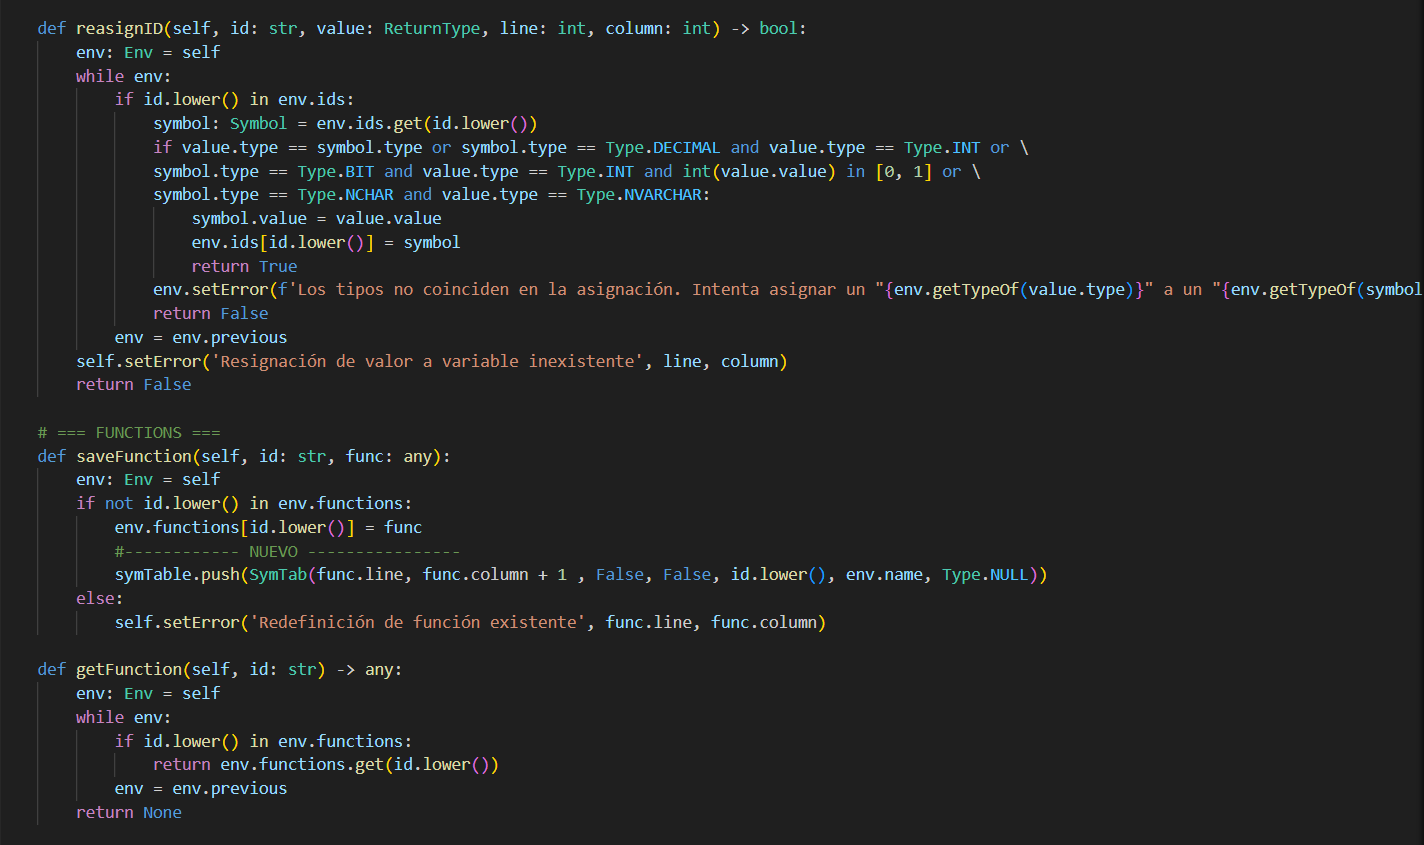 def reasignID(self, id: str, value: ReturnType, line: int, column: int) -> bool:
    env: Env = self
    while env:
        if id.lower() in env.ids:
            symbol: Symbol = env.ids.get(id.lower())
            if value.type == symbol.type or symbol.type == Type.DECIMAL and value.type == Type.INT or \
            symbol.type == Type.BIT and value.type == Type.INT and int(value.value) in [0, 1] or \
            symbol.type == Type.NCHAR and value.type == Type.NVARCHAR:
                symbol.value = value.value
                env.ids[id.lower()] = symbol
                return True
            env.setError(f'Los tipos no coinciden en la asignación. Intenta asignar un "{env.getTypeOf(value.type)}" a un "{env.getTypeOf(symbol
            return False
        env = env.previous
    self.setError('Resignación de valor a variable inexistente', line, column)
    return False

# === FUNCTIONS ===
def saveFunction(self, id: str, func: any):
    env: Env = self
    if not id.lower() in env.functions:
        env.functions[id.lower()] = func
        #------------ NUEVO ----------------
        symTable.push(SymTab(func.line, func.column + 1 , False, False, id.lower(), env.name, Type.NULL))
    else:
        self.setError('Redefinición de función existente', func.line, func.column)

def getFunction(self, id: str) -> any:
    env: Env = self
    while env:
        if id.lower() in env.functions:
            return env.functions.get(id.lower())
        env = env.previous
    return None